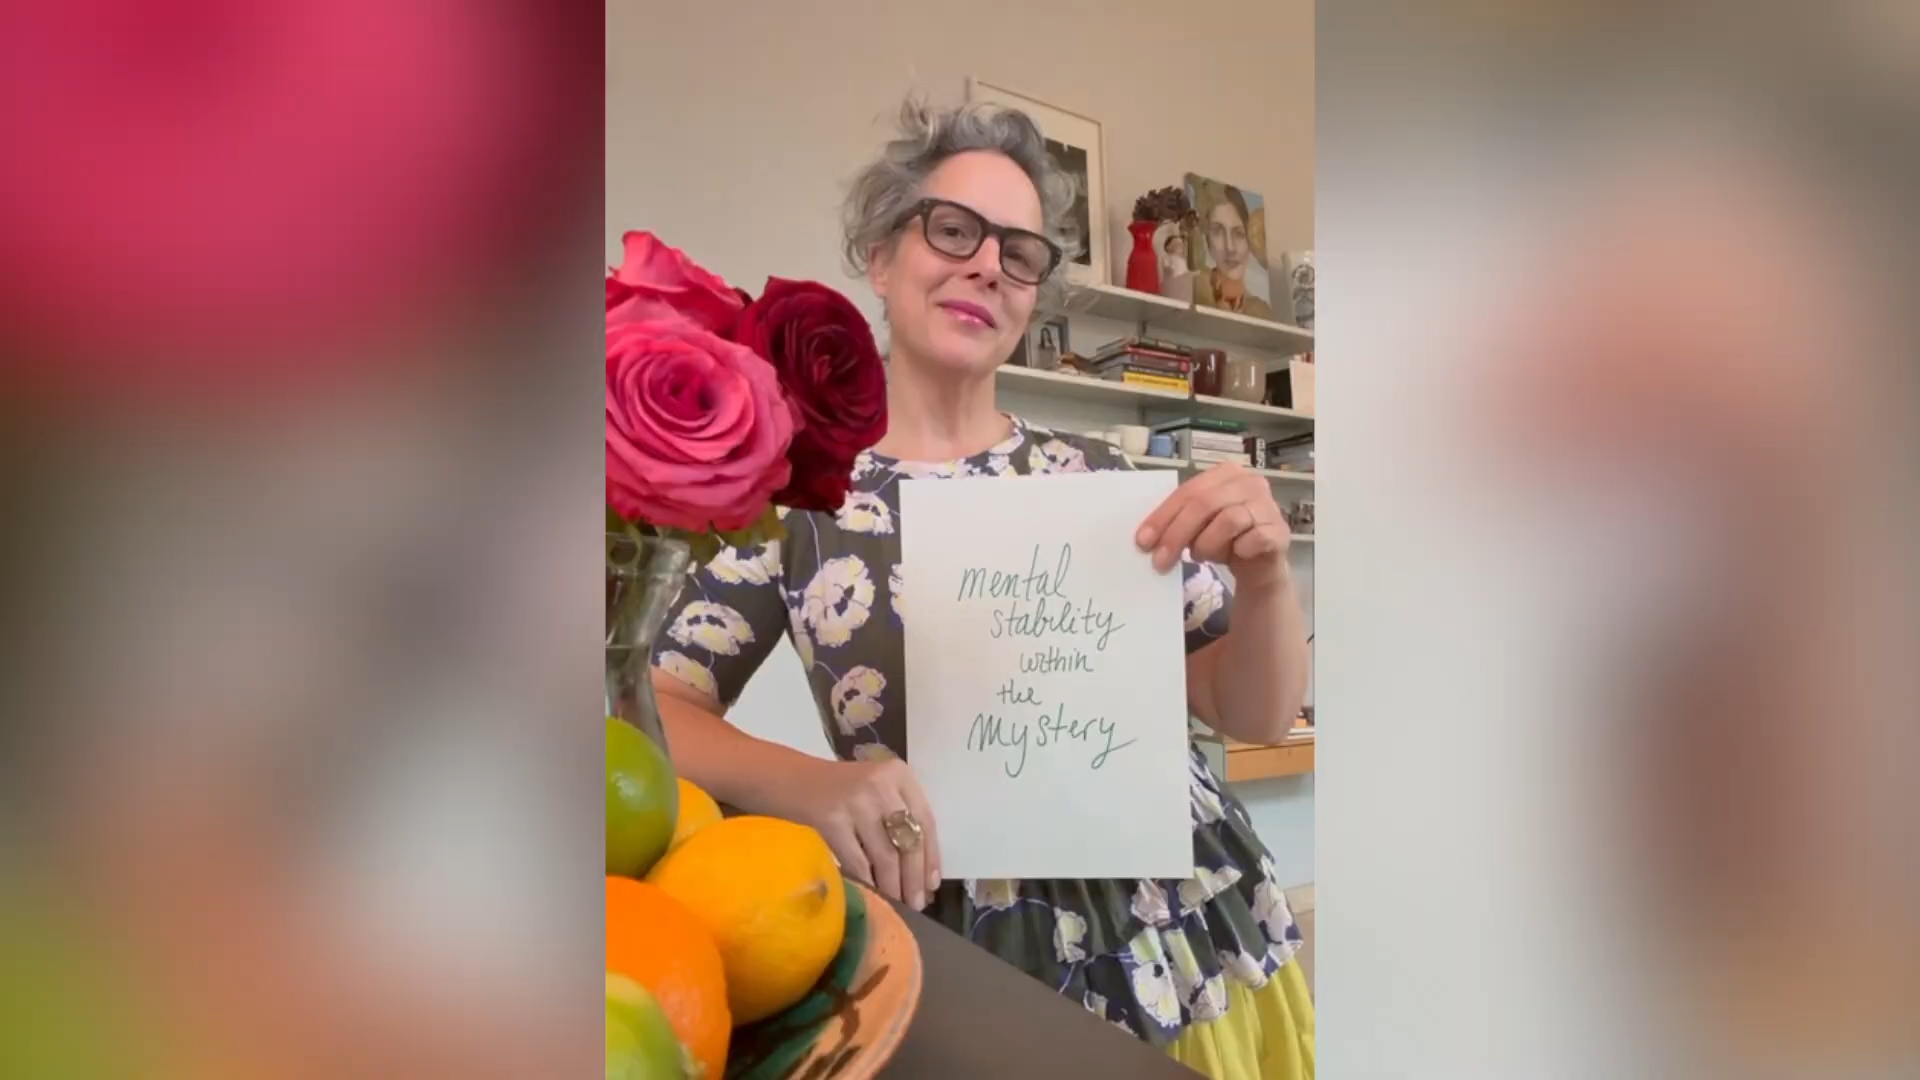 mental
stability
within
the
Mystery